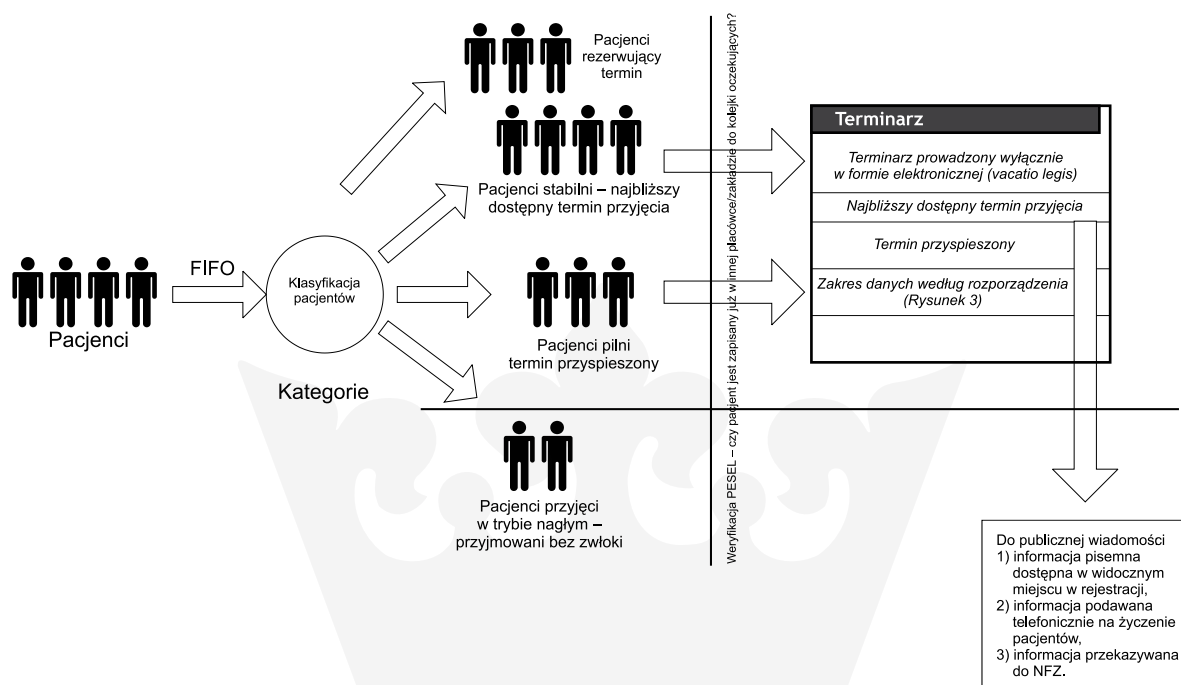 Pacjenci
rezerwujący
termin
Pacjenci stabilni – najbliższy
dostępny termin przyjęcia
FIFO
Klasyfikacja
pacjentów
Pacjenci
Kategorie
Pacjenci pilni
termin przyspieszony
Pacjenci przyjęci
w trybie nagłym –
przyjmowani bez zwłoki
Weryfikacja PESEL – czy pacjent jest zapisany już w innej placówce/zakładzie do kolejki oczekujących?
Terminarz
Terminarz prowadzony wyłącznie
w formie elektronicznej (vacatio legis)
Najbliższy dostępny termin przyjęcia
Termin przyspieszony
Zakres danych według rozporządzenia
(Rysunek 3)
Do publicznej wiadomości
1) informacja pisemna
dostępna w widocznym
miejscu w rejestracji,
2) informacja podawana
telefonicznie na życzenie
pacjentów,
3) informacja przekazywana
do NFZ.